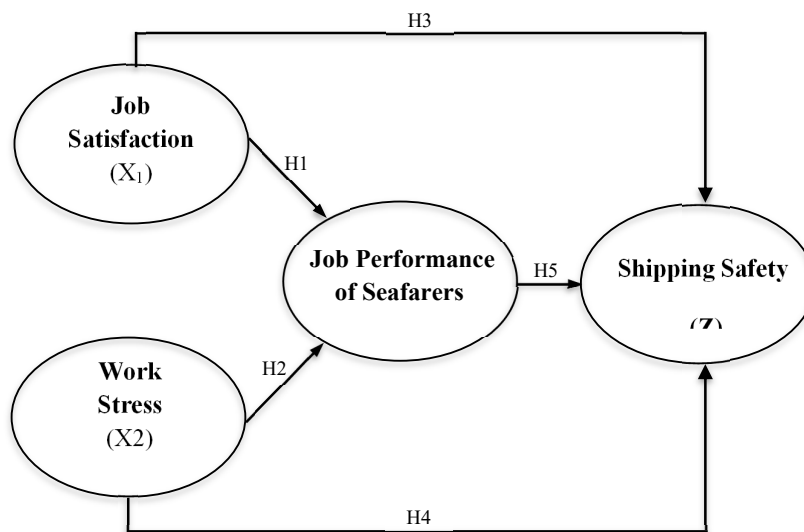 H3
Job
Satisfaction
(X₁)
H1
Job Performance
of Seafarers
H5
Shipping Safety
(Z)
H2
Work
Stress
(X2)
H4